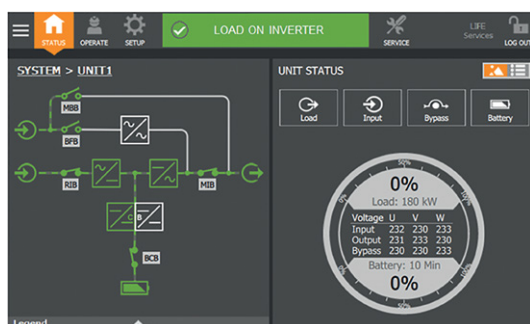 STATUS
OPERATE
SETUP
LOAD ON INVERTER
SERVICE
LIFE
Services
LOG OUT
SYSTEM > UNIT1
MBB
BFB
RIB
MIB
C
B
BCB
Legend
UNIT STATUS
Load
Input
Bypass
Battery
50%
0%
Load: 180 kW
Voltage U V W
Input 232 230 233
Output 231 233 230
Bypass 230 230 233
Battery: 10 Min
0%
50%